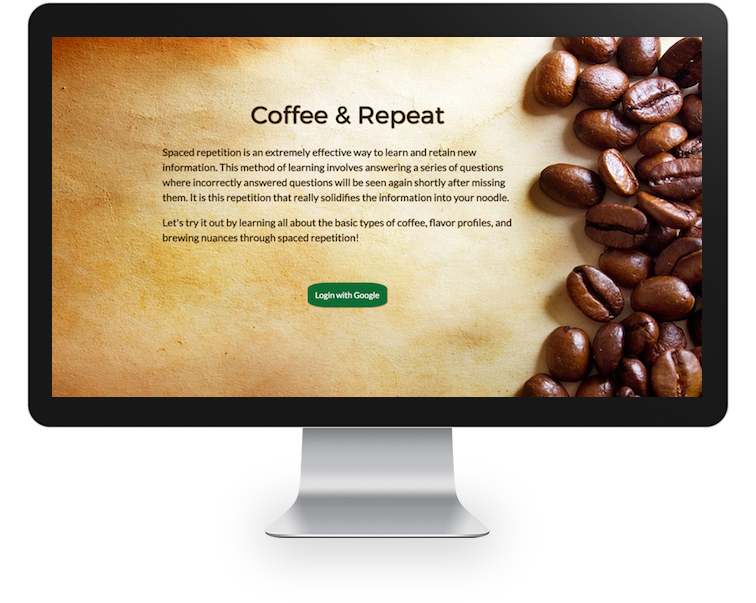 Coffee & Repeat
Spaced repetition is an extremely effective way to learn and retain new
information. This method of learning involves answering a series of questions
where incorrectly answered questions will be seen again shortly after missing
them. It is this repetition that really solidifies the information into your noodle.
Let's try it out by learning all about the basic types of coffee, flavor profiles, and
brewing nuances through spaced repetition!
Login with Google